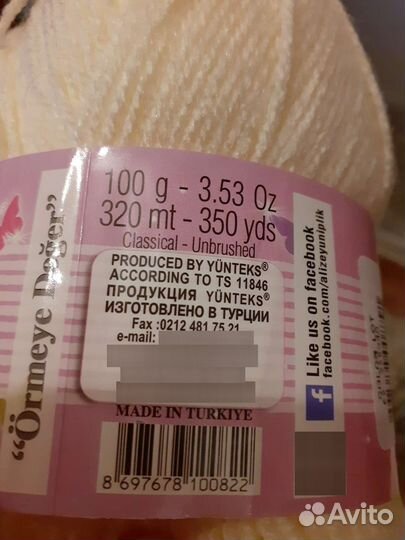 "Örmeye Değer"
100 g - 3.53 Oz
320 mt - 350 yds
Classical - Unbrushed
PRODUCED BY YÜNTEKS®
ACCORDING TO TS 11846
ПРОДУКЦИЯ YÜNTEKS®
ИЗГОТОВЛЕНО В ТУРЦИИ
Fax :0212 481 75 21
e-mail:
MADE IN TURKIYE
8 697678 100822
Like us on facebook
facebook.com/alizeyuniplik
Avito